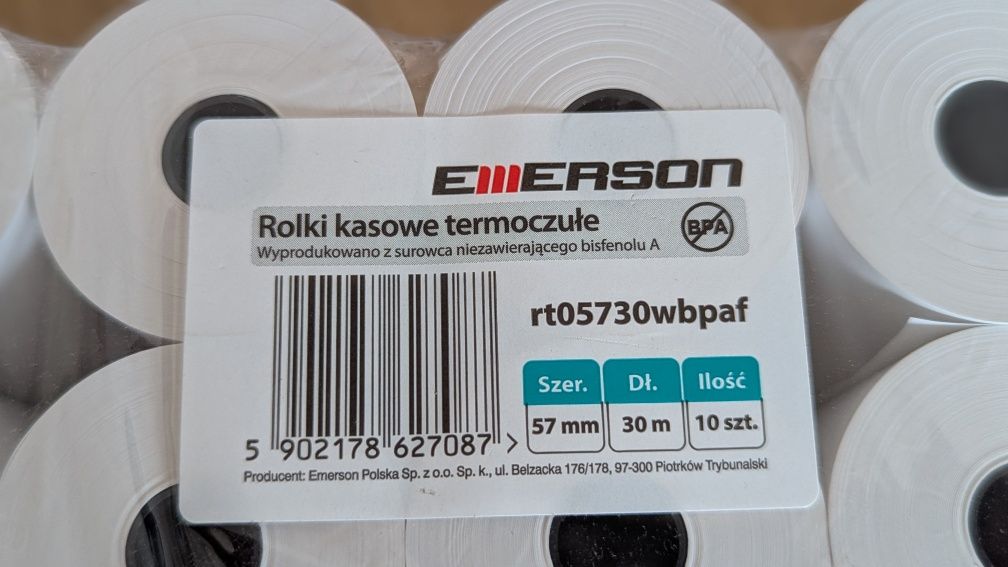 EMERSON
Rolki kasowe termoczułe
Wyprodukowano z surowca niezawierającego bisfenolu A
BPA
rt05730wbpaf
Szer. Dł. Ilość
57 mm 30 m 10 szt.
5 902178 627087 >
Producent: Emerson Polska Sp. z o.o. Sp. k., ul. Belzacka 176/178, 97-300 Piotrków Trybunalski